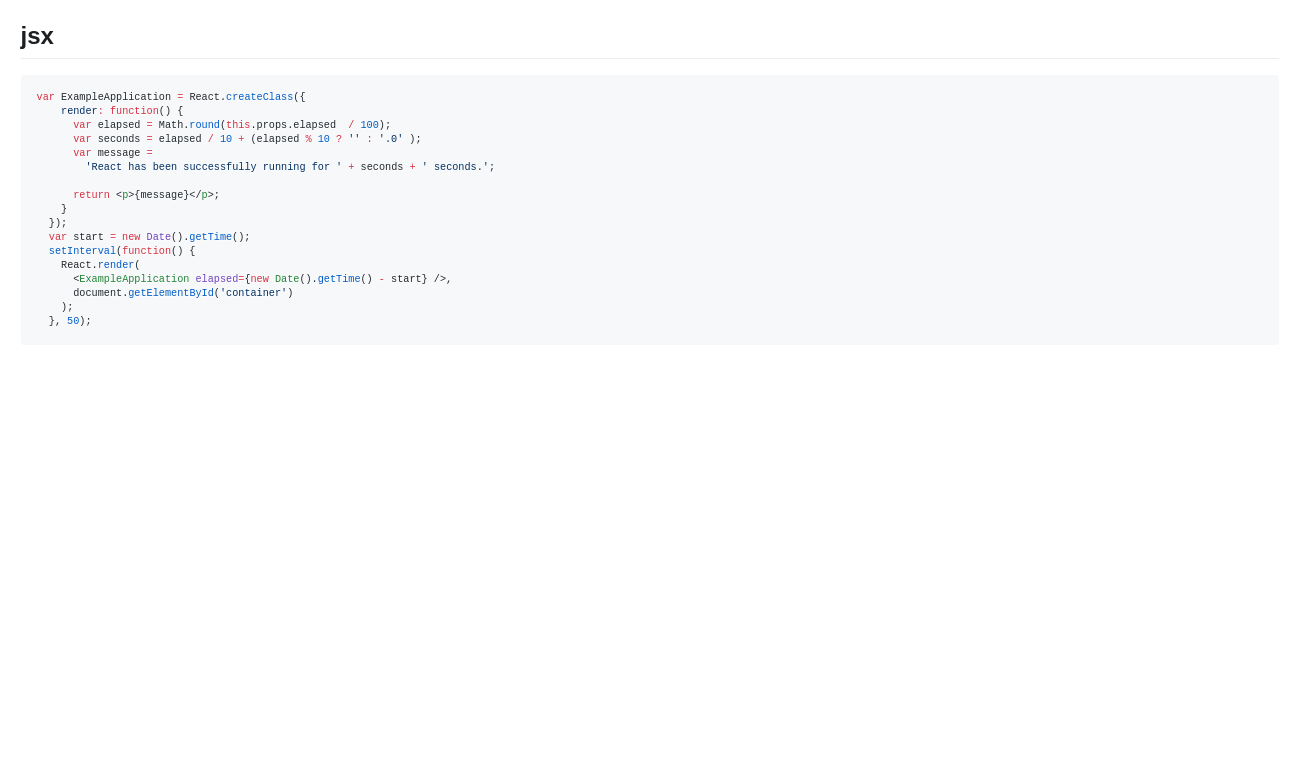 jsx
var ExampleApplication = React.createClass({
    render: function() {
      var elapsed = Math.round(this.props.elapsed  / 100);
      var seconds = elapsed / 10 + (elapsed % 10 ? '' : '.0' );
      var message =
        'React has been successfully running for ' + seconds + ' seconds.';

      return <p>{message}</p>;
    }
  });
  var start = new Date().getTime();
  setInterval(function() {
    React.render(
      <ExampleApplication elapsed={new Date().getTime() - start} />,
      document.getElementById('container')
    );
  }, 50);